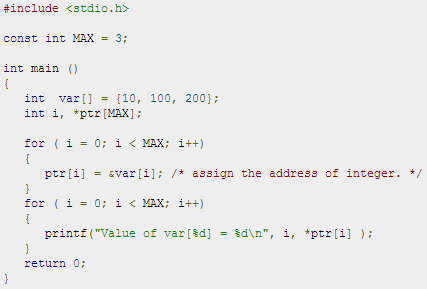 #include <stdio.h>
const int MAX = 3;
int main ()
{
int  var[] = {10, 100, 200};
int i, *ptr[MAX];
for ( i = 0; i < MAX; i++)
{
ptr[i] = &var[i]; /* assign the address of integer. */
}
for ( i = 0; i < MAX; i++)
{
printf("Value of var[%d] = %d\n", i, *ptr[i] );
}
return 0;
}